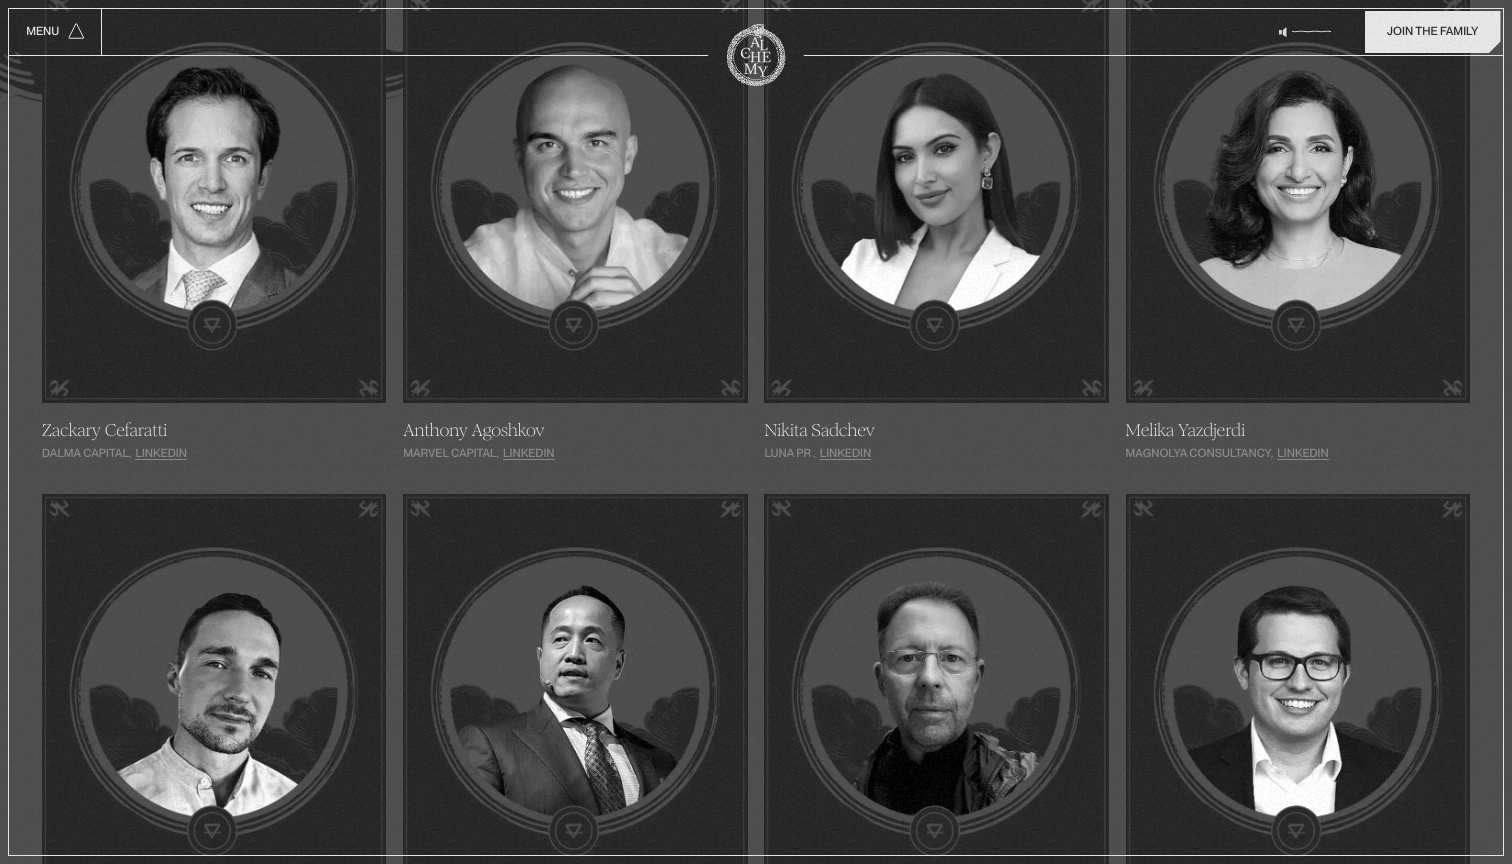 MENU
AL
CHE
MY
JOIN THE FAMILY
Zackary Cefaratti
Anthony Agoshkov
Nikita Sadchev
Melika Yazdjerdi
DALMA CAPITAL, LINKEDIN
MARVEL CAPITAL, LINKEDIN
LUNA PR , LINKEDIN
MAGNOLYA CONSULTANCY, LINKEDIN